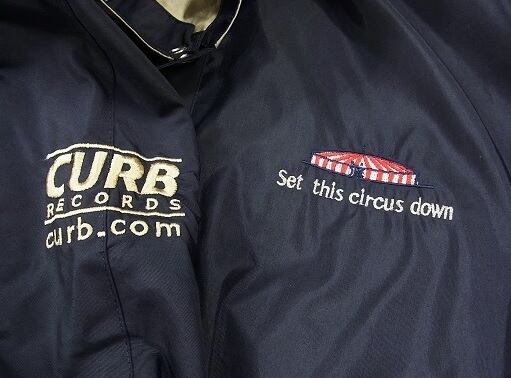 CURB
RECORDS
curb.com
Set this circus down